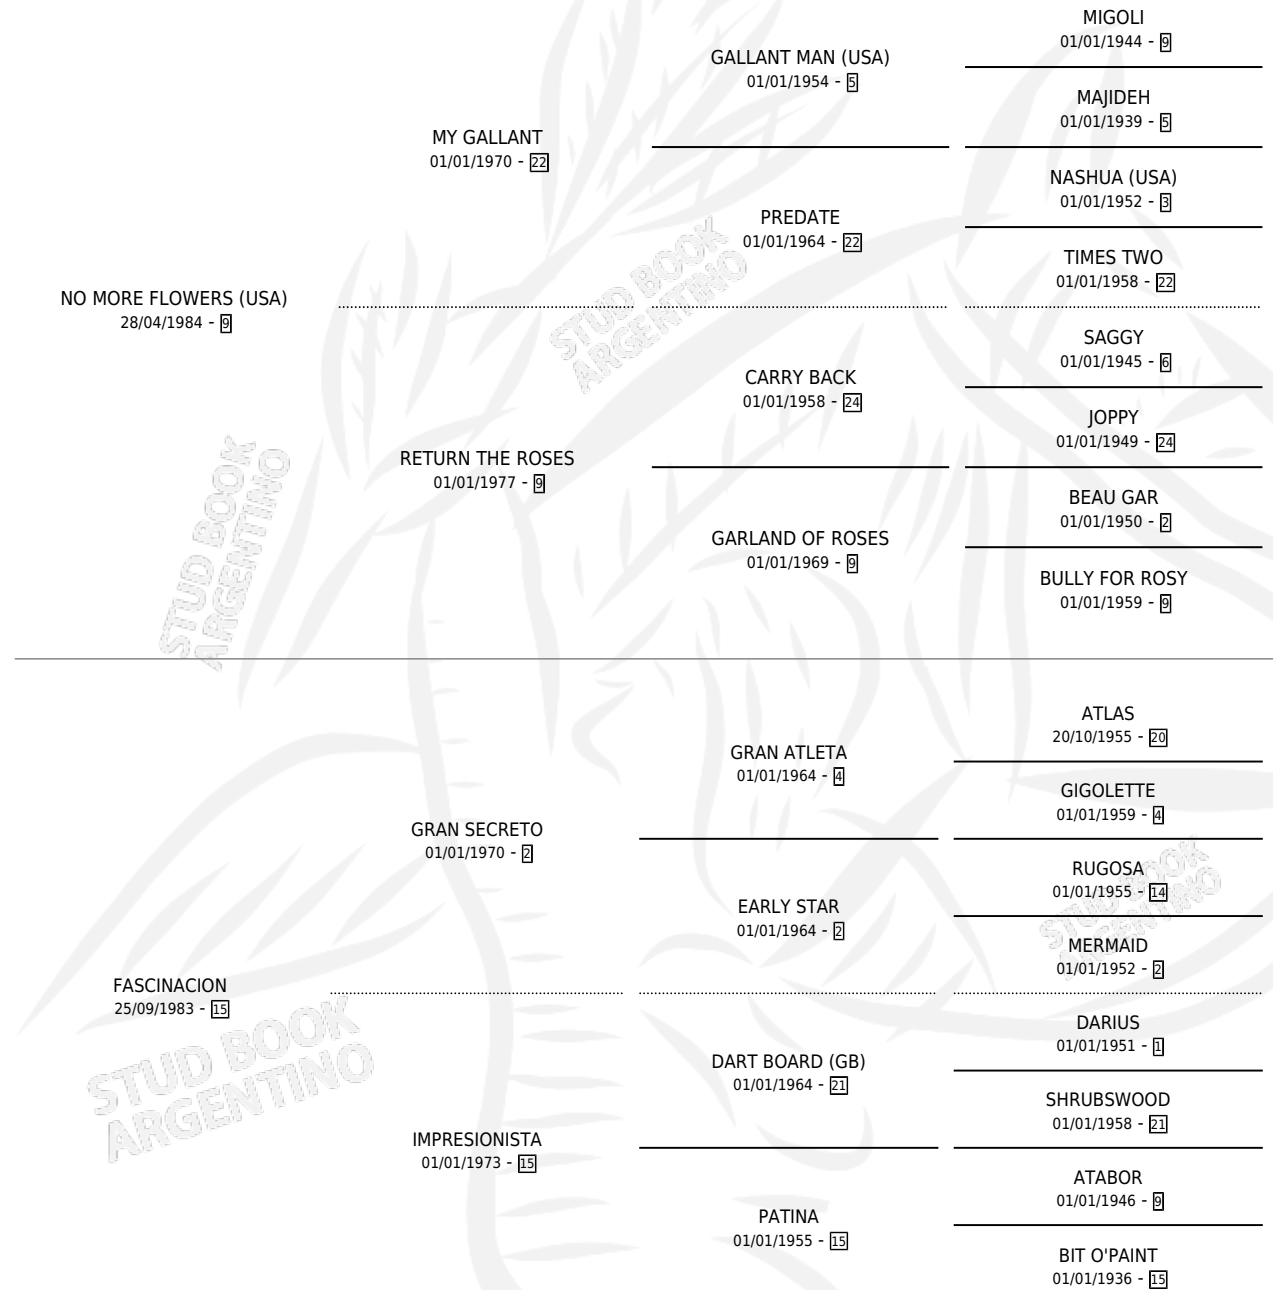 MIGOLI
01/01/1944 - 9
GALLANT MAN (USA)
01/01/1954 - 5
MAJIDEH
01/01/1939 - 5
MY GALLANT
01/01/1970 - 22
NASHUA (USA)
01/01/1952 - 3
PREDATE
01/01/1964 - 22
TIMES TWO
01/01/1958 - 22
NO MORE FLOWERS (USA)
28/04/1984 - 9
STUD BOOK
ARGENTINO
SAGGY
01/01/1945 - 6
CARRY BACK
01/01/1958 - 24
JOPPY
01/01/1949 - 24
RETURN THE ROSES
01/01/1977 - 9
BEAU GAR
01/01/1950 - 2
GARLAND OF ROSES
01/01/1969 - 9
BULLY FOR ROSY
01/01/1959 - 9
STUD BOOK
ARGENTINO
ATLAS
20/10/1955 - 20
GRAN ATLETA
01/01/1964 - 4
GIGOLETTE
01/01/1959 - 4
GRAN SECRETO
01/01/1970 - 2
RUGOSA
01/01/1955 - 14
EARLY STAR
01/01/1964 - 2
MERMAID
01/01/1952 - 2
STUD BOOK
ARGENTINO
FASCINACION
25/09/1983 - 15
DARIUS
01/01/1951 - 1
DART BOARD (GB)
01/01/1964 - 21
SHRUBSWOOD
01/01/1958 - 21
STUD BOOK
ARGENTINO
IMPRESIONISTA
01/01/1973 - 15
ATABOR
01/01/1946 - 9
PATINA
01/01/1955 - 15
BIT O'PAINT
01/01/1936 - 15